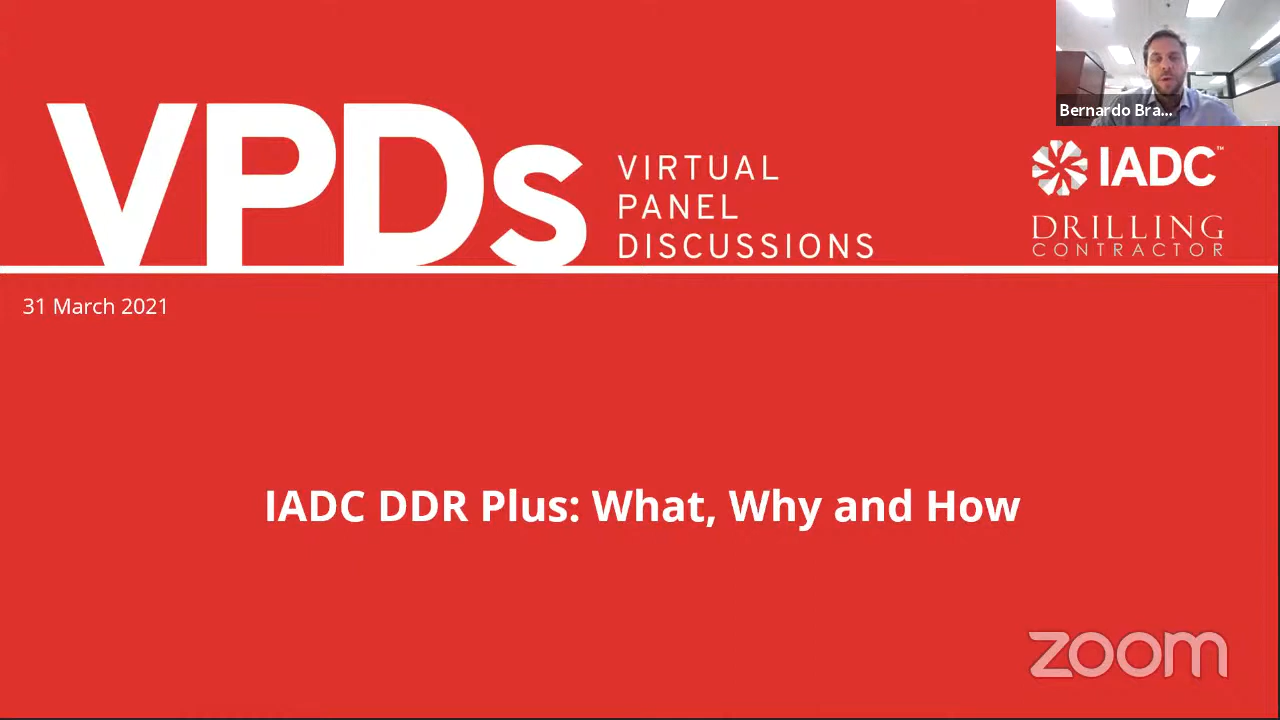 VPDs
VIRTUAL
PANEL
DISCUSSIONS
Bernardo Bra...
IADC™
DRILLING
CONTRACTOR
31 March 2021
IADC DDR Plus: What, Why and How
zoom